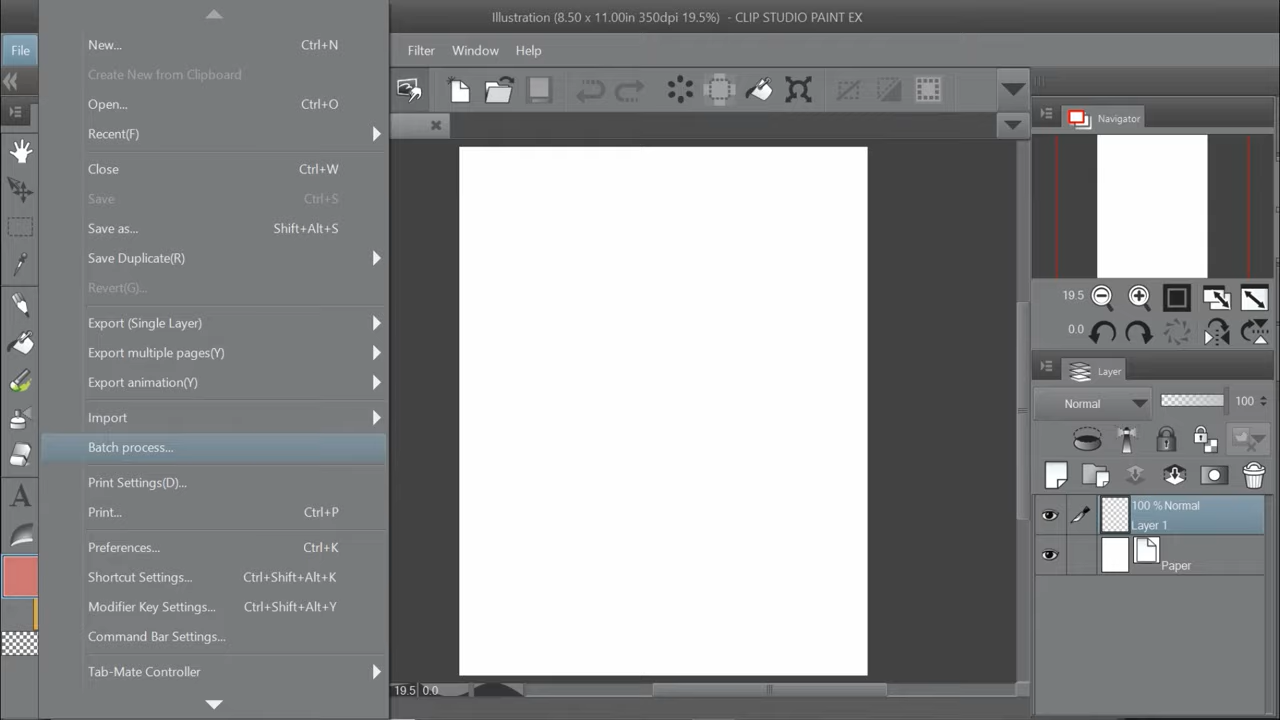 Illustration (8.50 x 11.00in 350dpi 19.5%) - CLIP STUDIO PAINT EX
File
Filter Window Help
New... Ctrl+N
Create New from Clipboard
Open... Ctrl+O
Recent(F)
Close Ctrl+W
Save Ctrl+S
Save as... Shift+Alt+S
Save Duplicate(R)
Revert(G)...
Export (Single Layer)
Export multiple pages(Y)
Export animation(Y)
Import
Batch process...
Print Settings(D)...
Print... Ctrl+P
Preferences... Ctrl+K
Shortcut Settings... Ctrl+Shift+Alt+K
Modifier Key Settings... Ctrl+Shift+Alt+Y
Command Bar Settings...
Tab-Mate Controller
A
19.5 0.0
Navigator
19.5
0.0
Layer
Normal 100
100 % Normal
Layer 1
Paper